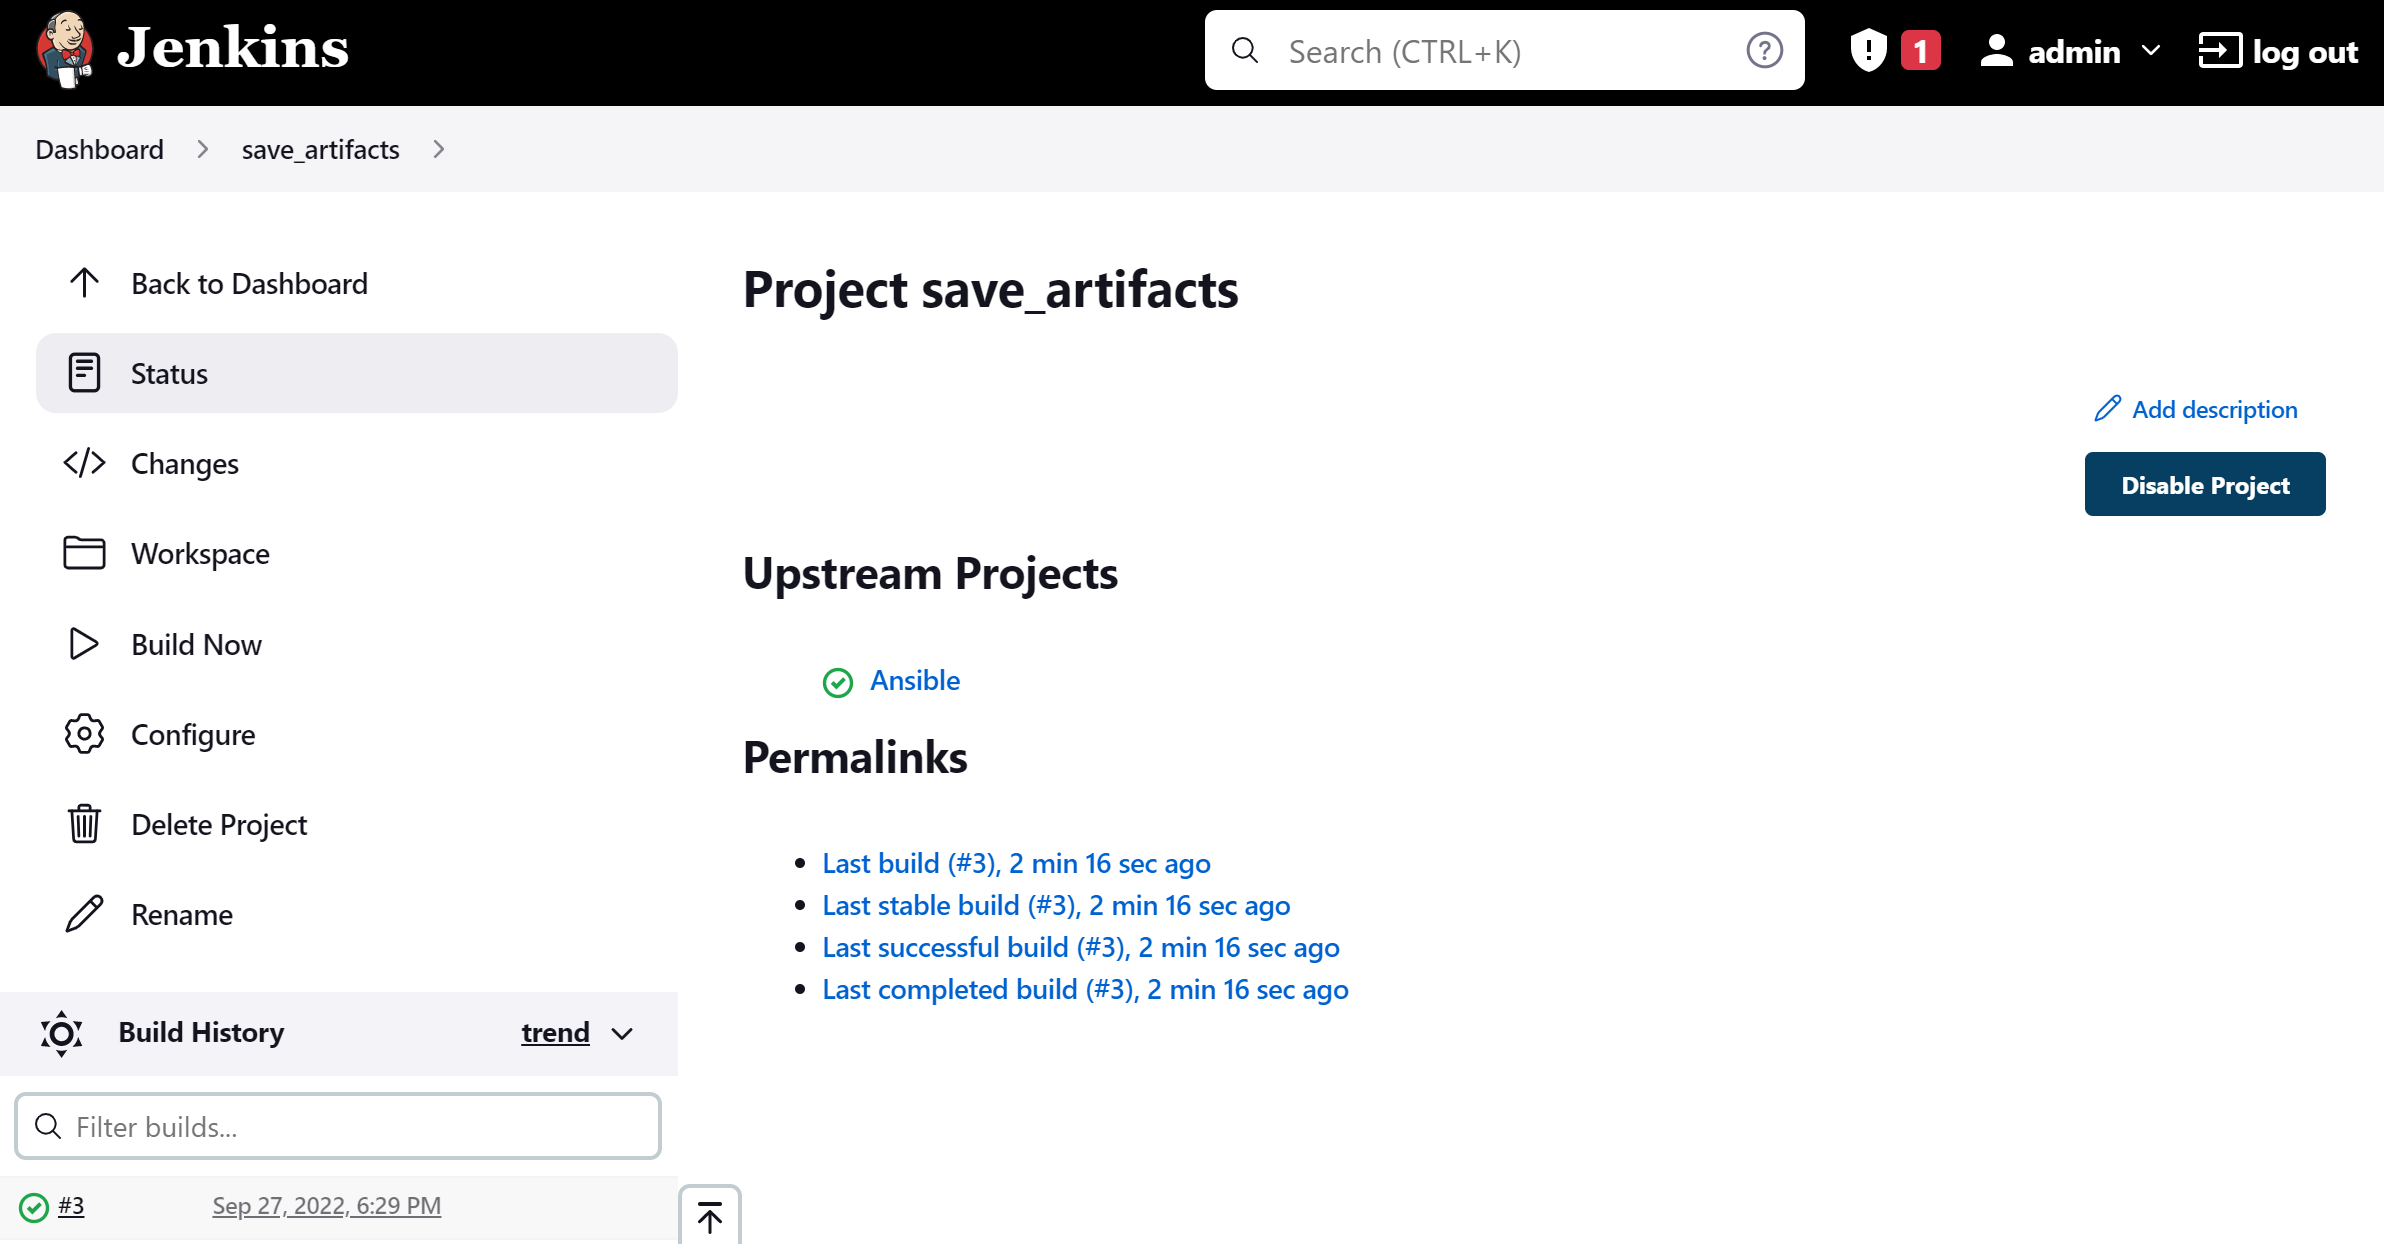 Jenkins
Search (CTRL+K)
1
admin
log out
Dashboard
save_artifacts
Back to Dashboard
Status
Changes
Workspace
Build Now
Configure
Delete Project
Rename
Build History
trend
Filter builds...
#3
Sep 27, 2022, 6:29 PM
Project save_artifacts
Add description
Disable Project
Upstream Projects
Ansible
Permalinks
Last build (#3), 2 min 16 sec ago
Last stable build (#3), 2 min 16 sec ago
Last successful build (#3), 2 min 16 sec ago
Last completed build (#3), 2 min 16 sec ago